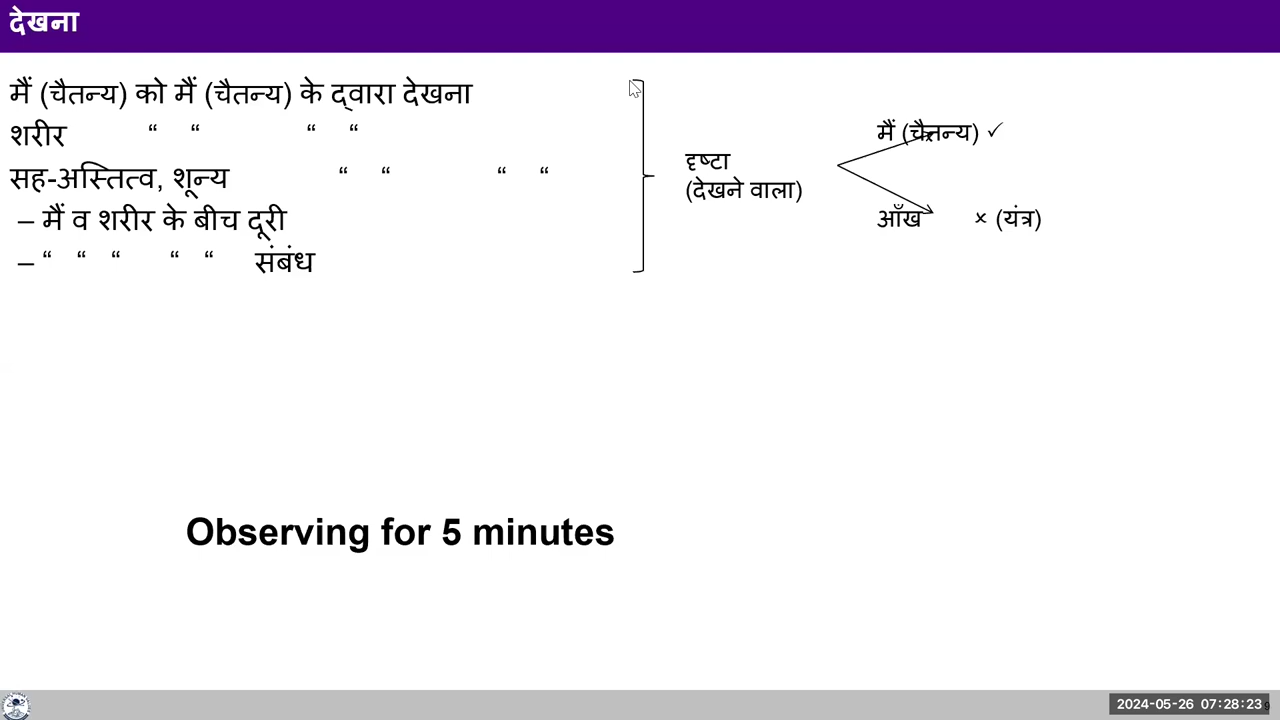 देखना
मैं (चैतन्य) को मैं (चैतन्य) के द्वारा देखना
शरीर “ “ “ “
सह-अस्तित्व, शून्य “ “ “ “
– मैं व शरीर के बीच दूरी
– “ “ “ “ “ संबंध
दृष्टा
(देखने वाला)
मैं (चैतन्य) ✓
आँख × (यंत्र)
Observing for 5 minutes
2024-05-26 07:28:23
9